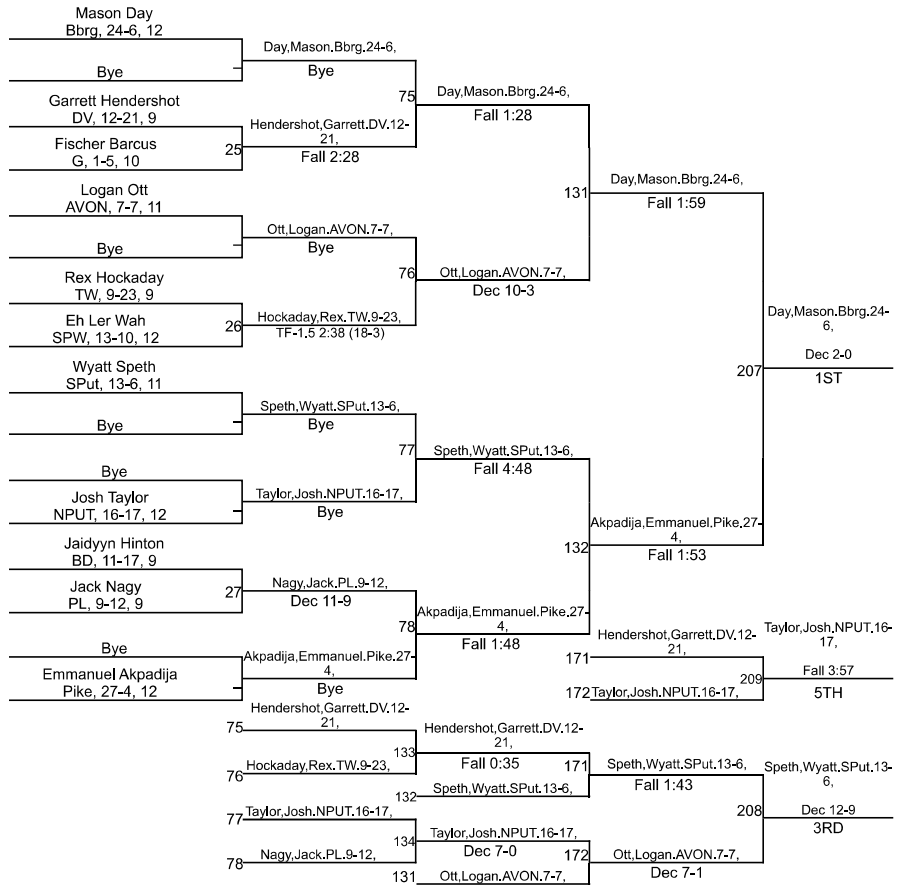 Mason Day
Bbrg, 24-6, 12
Bye
Garrett Hendershot
DV, 12-21, 9
Fischer Barcus
G, 1-5, 10
Logan Ott
AVON, 7-7, 11
Bye
Rex Hockaday
TW, 9-23, 9
Eh Ler Wah
SPW, 13-10, 12
Wyatt Speth
SPut, 13-6, 11
Bye
Bye
Josh Taylor
NPUT, 16-17, 12
Jaidyyn Hinton
BD, 11-17, 9
Jack Nagy
PL, 9-12, 9
Bye
Emmanuel Akpadija
Pike, 27-4, 12
Day,Mason.Bbrg.24-6,
Bye
25
Hendershot,Garrett.DV.12-
21,
Fall 2:28
Ott,Logan.AVON.7-7,
Bye
26
Hockaday,Rex.TW.9-23,
TF-1.5 2:38 (18-3)
Speth,Wyatt.SPut.13-6,
Bye
Taylor,Josh.NPUT.16-17,
Bye
27
Nagy,Jack.PL.9-12,
Dec 11-9
Akpadija,Emmanuel.Pike.27-
4,
Bye
75
Day,Mason.Bbrg.24-6,
Fall 1:28
76
Ott,Logan.AVON.7-7,
Dec 10-3
77
Speth,Wyatt.SPut.13-6,
Fall 4:48
78
Akpadija,Emmanuel.Pike.27-
4,
Fall 1:48
131
Day,Mason.Bbrg.24-6,
Fall 1:59
132
Akpadija,Emmanuel.Pike.27-
4,
Fall 1:53
207
Day,Mason.Bbrg.24-
6,
Dec 2-0
1ST
171
Hendershot,Garrett.DV.12-
21,
172
Taylor,Josh.NPUT.16-17,
209
Taylor,Josh.NPUT.16-
17,
Fall 3:57
5TH
75
Hendershot,Garrett.DV.12-
21,
76
Hockaday,Rex.TW.9-23,
77
Taylor,Josh.NPUT.16-17,
78
Nagy,Jack.PL.9-12,
133
Hendershot,Garrett.DV.12-
21,
Fall 0:35
132
Speth,Wyatt.SPut.13-6,
134
Taylor,Josh.NPUT.16-17,
Dec 7-0
131
Ott,Logan.AVON.7-7,
171
Speth,Wyatt.SPut.13-6,
Fall 1:43
172
Ott,Logan.AVON.7-7,
Dec 7-1
208
Speth,Wyatt.SPut.13-
6,
Dec 12-9
3RD